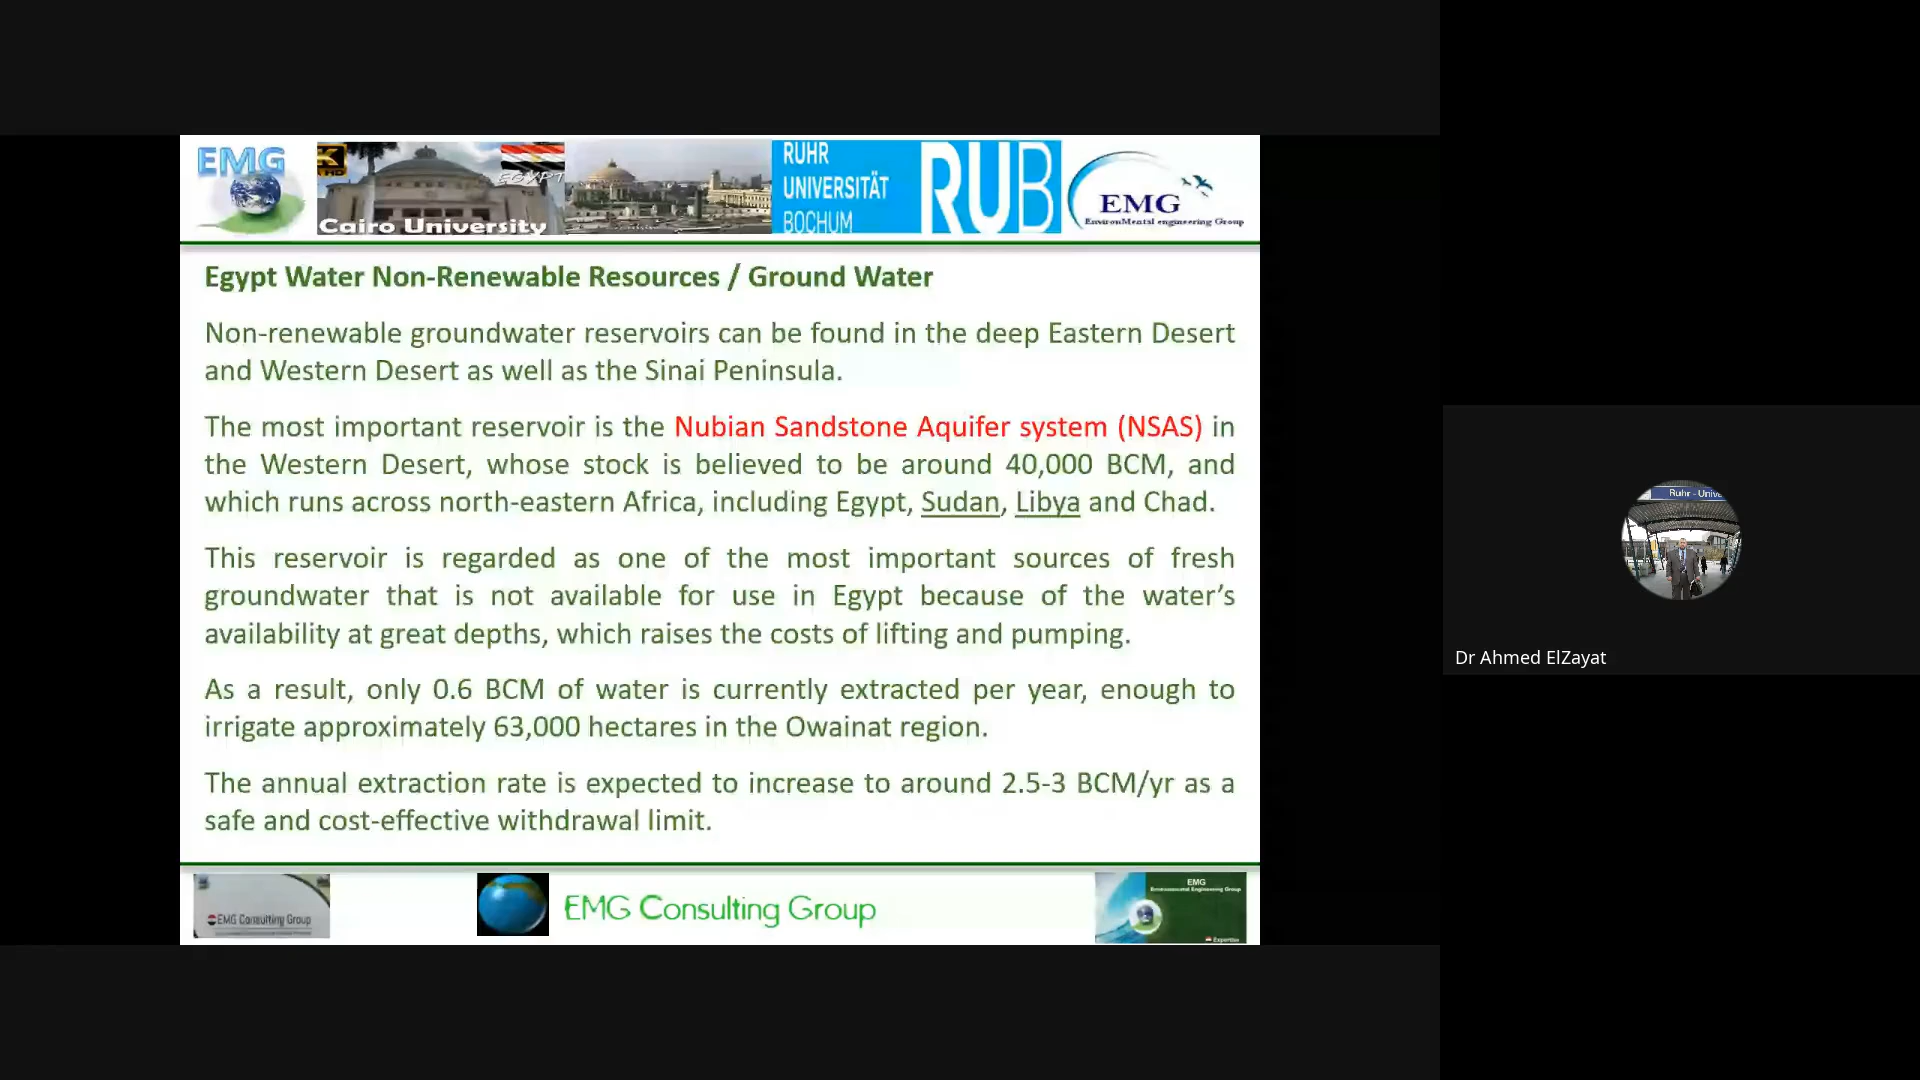 EMG
K
HD
EGYPT
Cairo University
RUHR
UNIVERSITÄT
BOCHUM
RUB
EMG
EnvironMental engineering Group
Egypt Water Non-Renewable Resources / Ground Water
Non-renewable groundwater reservoirs can be found in the deep Eastern Desert
and Western Desert as well as the Sinai Peninsula.
The most important reservoir is the Nubian Sandstone Aquifer system (NSAS) in
the Western Desert, whose stock is believed to be around 40,000 BCM, and
which runs across north-eastern Africa, including Egypt, Sudan, Libya and Chad.
This reservoir is regarded as one of the most important sources of fresh
groundwater that is not available for use in Egypt because of the water’s
availability at great depths, which raises the costs of lifting and pumping.
As a result, only 0.6 BCM of water is currently extracted per year, enough to
irrigate approximately 63,000 hectares in the Owainat region.
The annual extraction rate is expected to increase to around 2.5-3 BCM/yr as a
safe and cost-effective withdrawal limit.
EMG Consulting Group
EMG Consulting Group
EMG
Environmental Engineering Group
Expertise
Ruhr - Unive
Dr Ahmed ElZayat